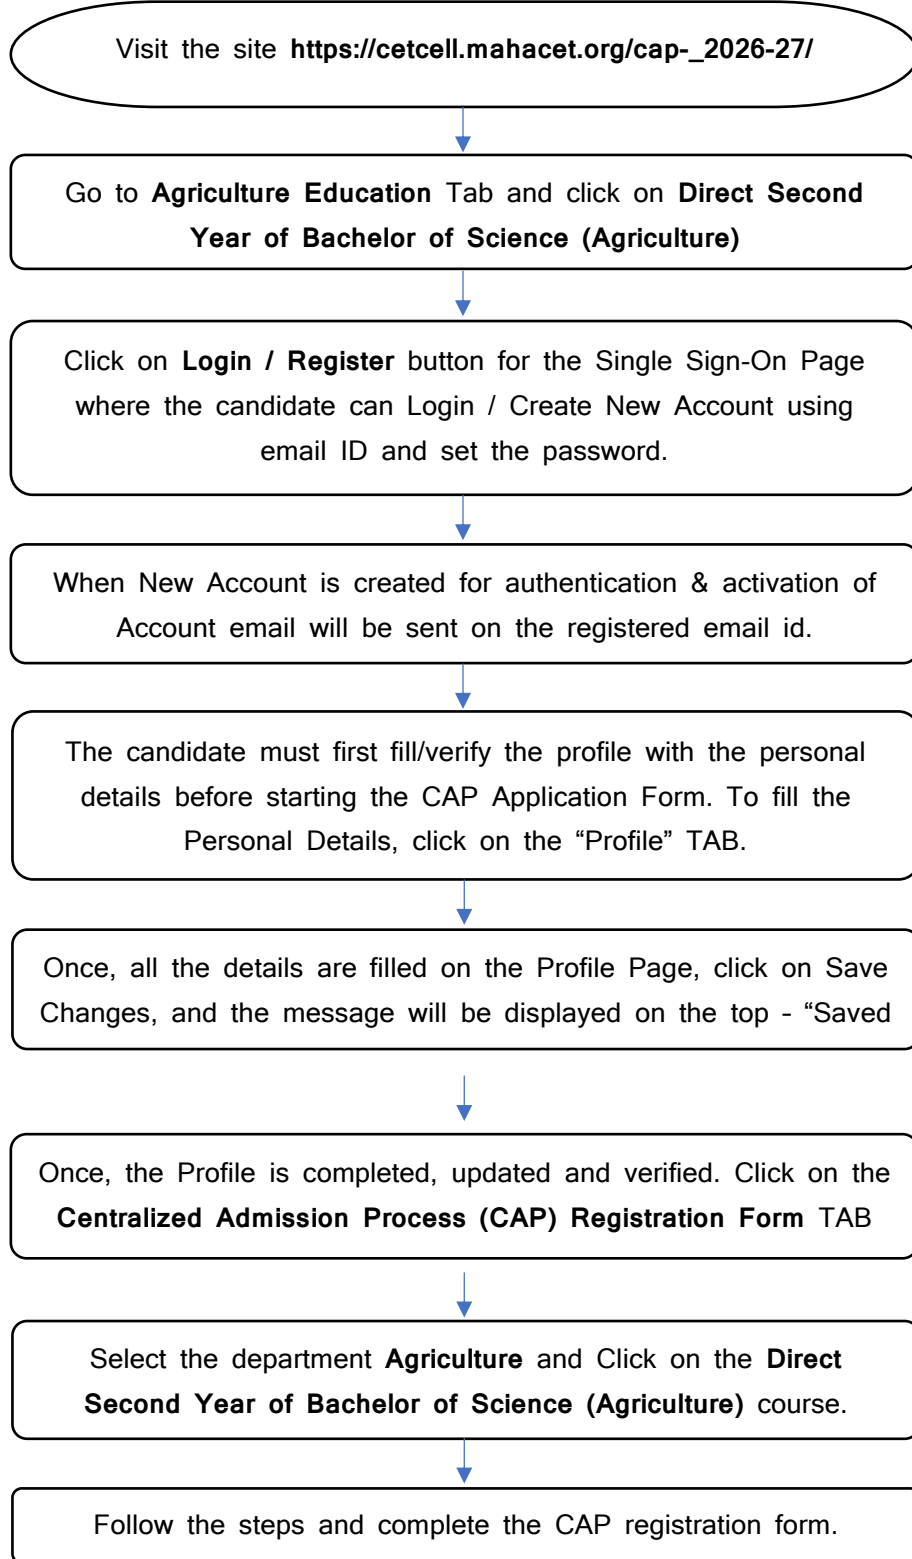 Visit the site https://cetcell.mahacet.org/cap-_2026-27/
Go to Agriculture Education Tab and click on Direct Second
Year of Bachelor of Science (Agriculture)
Click on Login / Register button for the Single Sign-On Page
where the candidate can Login / Create New Account using
email ID and set the password.
When New Account is created for authentication & activation of
Account email will be sent on the registered email id.
The candidate must first fill/verify the profile with the personal
details before starting the CAP Application Form. To fill the
Personal Details, click on the “Profile” TAB.
Once, all the details are filled on the Profile Page, click on Save
Changes, and the message will be displayed on the top – “Saved
Once, the Profile is completed, updated and verified. Click on the
Centralized Admission Process (CAP) Registration Form TAB
Select the department Agriculture and Click on the Direct
Second Year of Bachelor of Science (Agriculture) course.
Follow the steps and complete the CAP registration form.